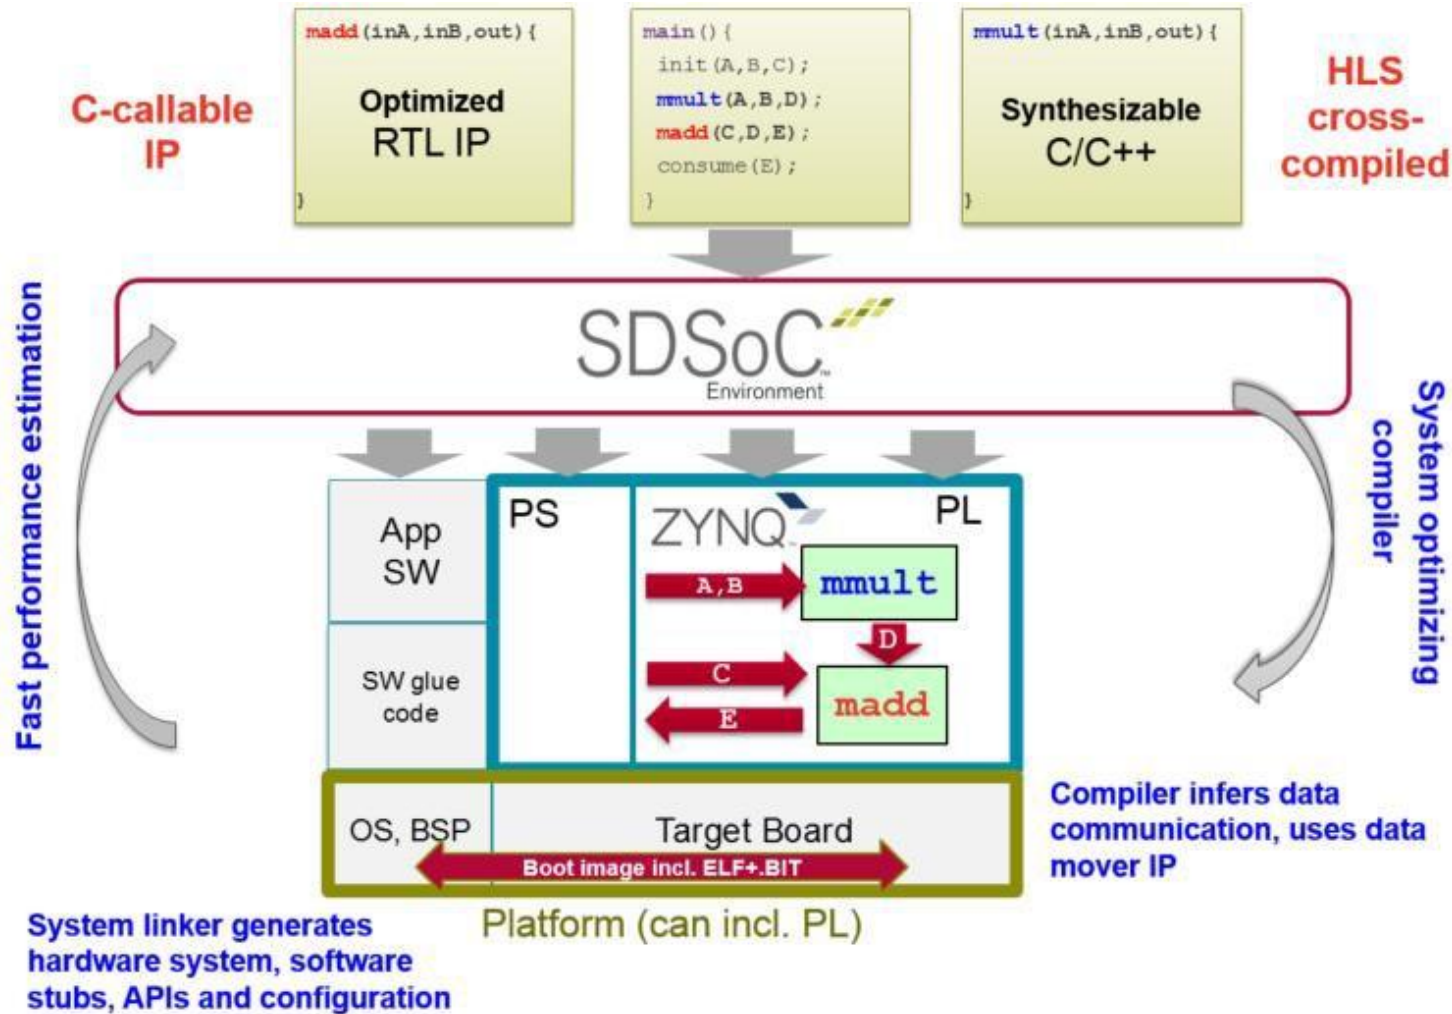 C-callable
IP
madd(inA,inB,out){
Optimized
RTL IP
}
main(){
init(A,B,C);
mmult(A,B,D);
madd(C,D,E);
consume(E);
}
mmult(inA,inB,out){
Synthesizable
C/C++
}
HLS
cross-
compiled
SDSoC™
Environment
Fast performance estimation
System optimizing
compiler
App
SW
PS
ZYNQ™
PL
A,B
mmult
D
SW glue
code
C
E
madd
OS, BSP
Target Board
Boot image incl. ELF+.BIT
Platform (can incl. PL)
Compiler infers data
communication, uses data
mover IP
System linker generates
hardware system, software
stubs, APIs and configuration